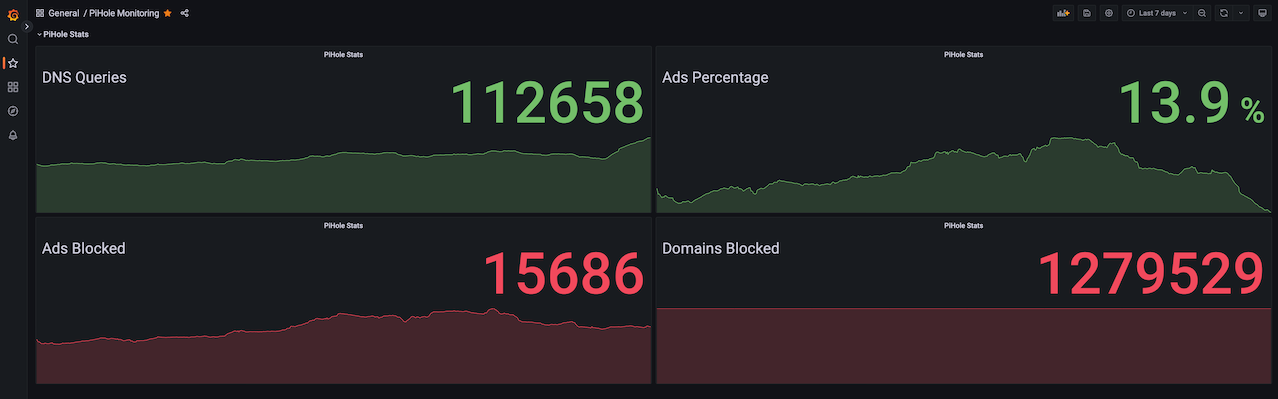 General / PiHole Monitoring
Last 7 days
PiHole Stats
PiHole Stats
DNS Queries
112658
PiHole Stats
Ads Percentage
13.9 %
PiHole Stats
Ads Blocked
15686
PiHole Stats
Domains Blocked
1279529